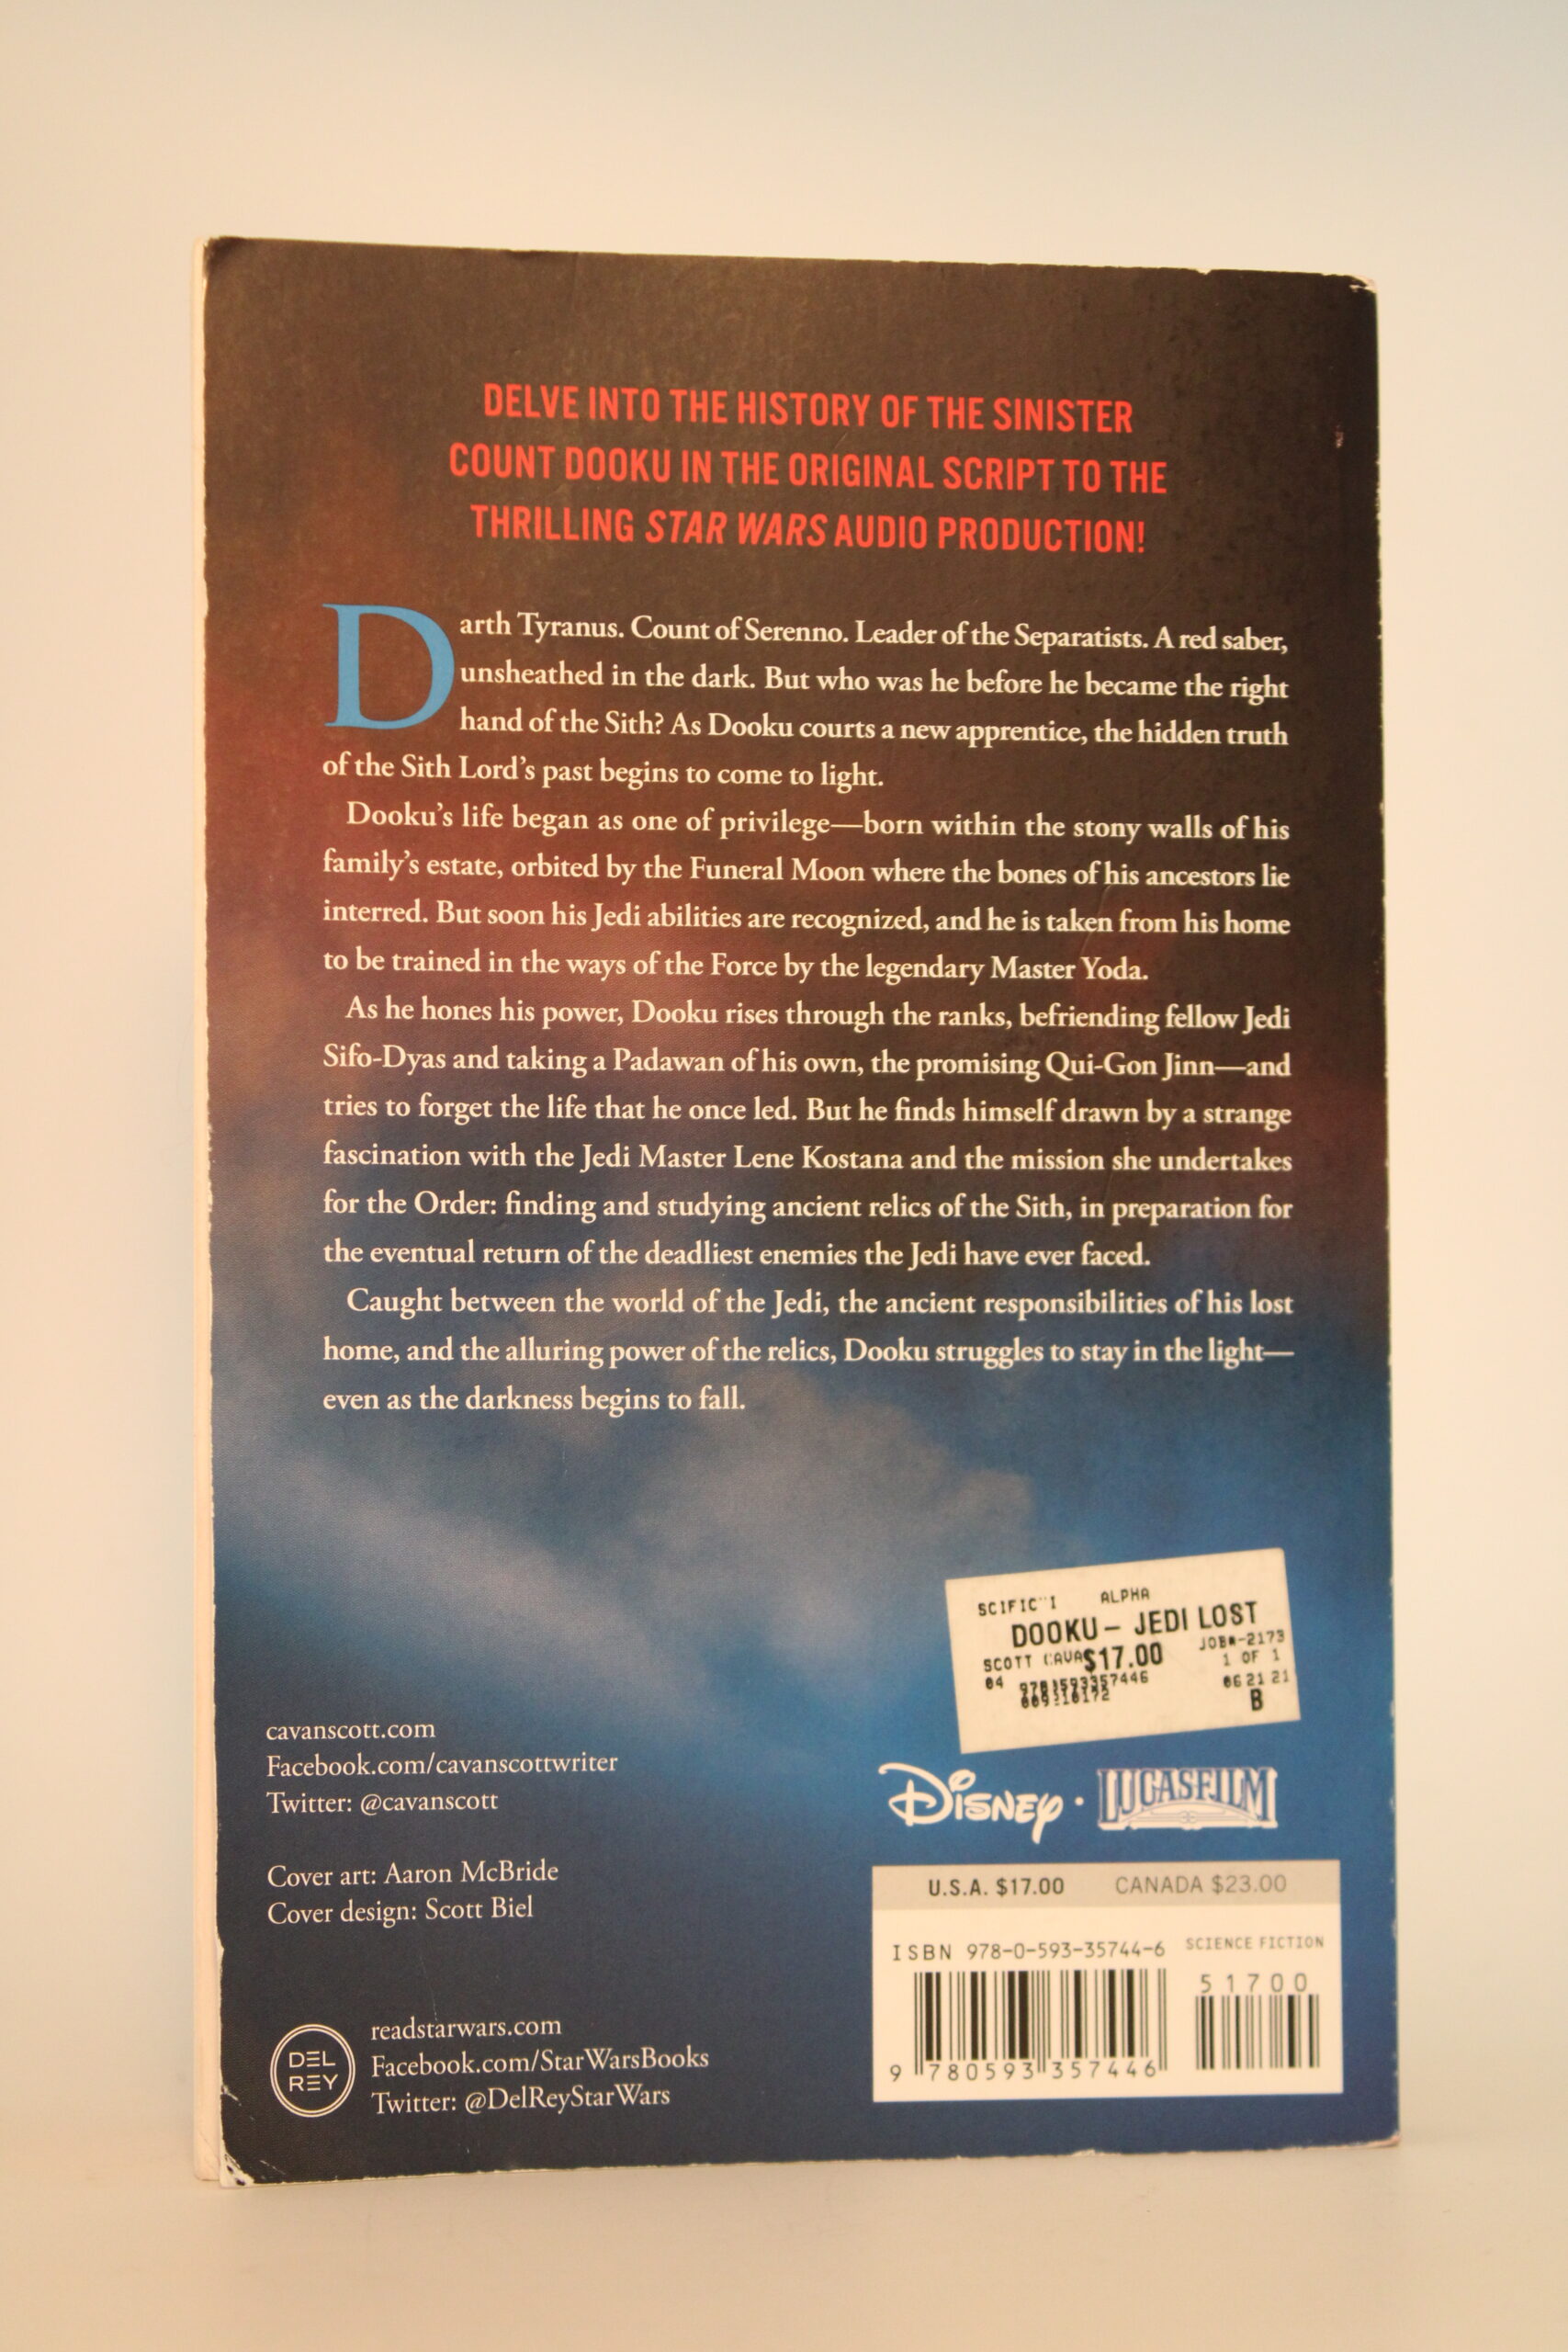 DELVE INTO THE HISTORY OF THE SINISTER
COUNT DOOKU IN THE ORIGINAL SCRIPT TO THE
THRILLING STAR WARS AUDIO PRODUCTION!
Darth Tyranus. Count of Serenno. Leader of the Separatists. A red saber,
unsheathed in the dark. But who was he before he became the right
hand of the Sith? As Dooku courts a new apprentice, the hidden truth
of the Sith Lord's past begins to come to light.
Dooku's life began as one of privilege—born within the stony walls of his
family's estate, orbited by the Funeral Moon where the bones of his ancestors lie
interred. But soon his Jedi abilities are recognized, and he is taken from his home
to be trained in the ways of the Force by the legendary Master Yoda.
As he hones his power, Dooku rises through the ranks, befriending fellow Jedi
Sifo-Dyas and taking a Padawan of his own, the promising Qui-Gon Jinn—and
tries to forget the life that he once led. But he finds himself drawn by a strange
fascination with the Jedi Master Lene Kostana and the mission she undertakes
for the Order: finding and studying ancient relics of the Sith, in preparation for
the eventual return of the deadliest enemies the Jedi have ever faced.
Caught between the world of the Jedi, the ancient responsibilities of his lost
home, and the alluring power of the relics, Dooku struggles to stay in the light—
even as the darkness begins to fall.
ALPHA
DOOKU- JEDI LOST
SCOTT CAVA $17.00 JOB#-2173
1 OF 1
04 06 21 21
B
cavanscott.com
Facebook.com/cavanscottwriter
Twitter: @cavanscott
Cover art: Aaron McBride
Cover design: Scott Biel
DEL REY
readstarwars.com
Facebook.com/StarWarsBooks
Twitter: @DelReyStarWars
Disney · LUCASFILM
U.S.A. $17.00 CANADA $23.00
ISBN 978-0-593-35744-6 SCIENCE FICTION
51700
9 780593 357446